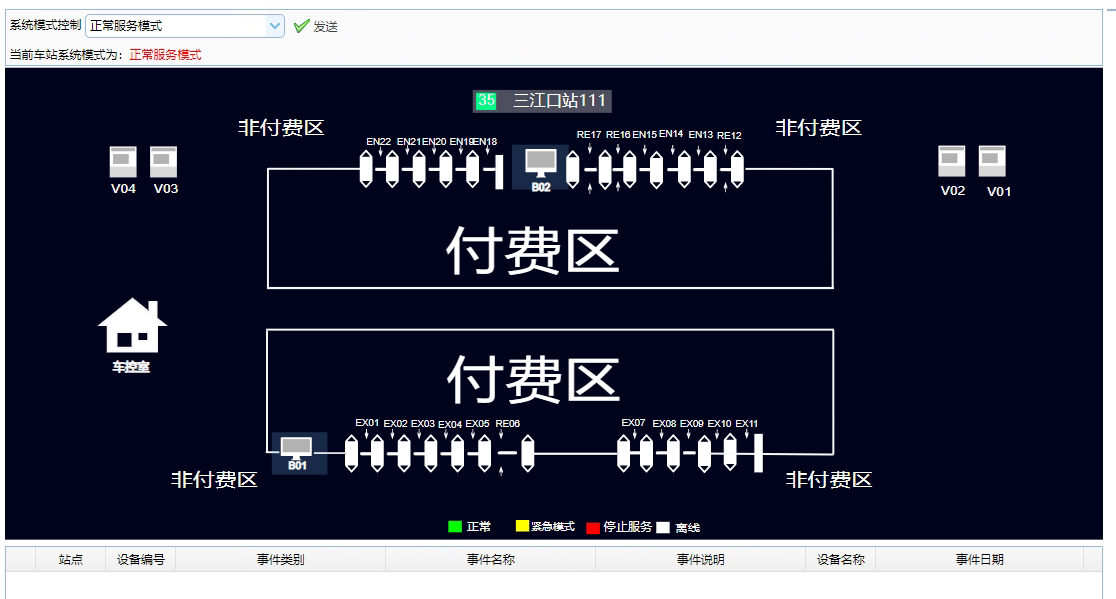 系统模式控制 正常服务模式 发送
当前车站系统模式为：正常服务模式
35 三江口站111
非付费区 非付费区
EN22 EN21 EN20 EN19 EN18 RE17 RE16 EN15 EN14 EN13 RE12
V04 V03 B02 V02 V01
付费区
车控室
付费区
EX01 EX02 EX03 EX04 EX05 RE06 EX07 EX08 EX09 EX10 EX11
B01
非付费区 非付费区
正常 紧急模式 停止服务 离线
站点 设备编号 事件类别 事件名称 事件说明 设备名称 事件日期